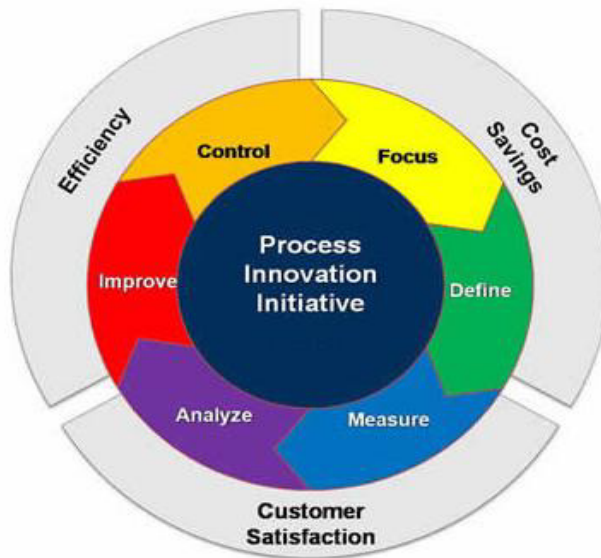 Efficiency
Cost
Savings
Control
Focus
Process
Innovation
Initiative
Improve
Define
Analyze
Measure
Customer
Satisfaction